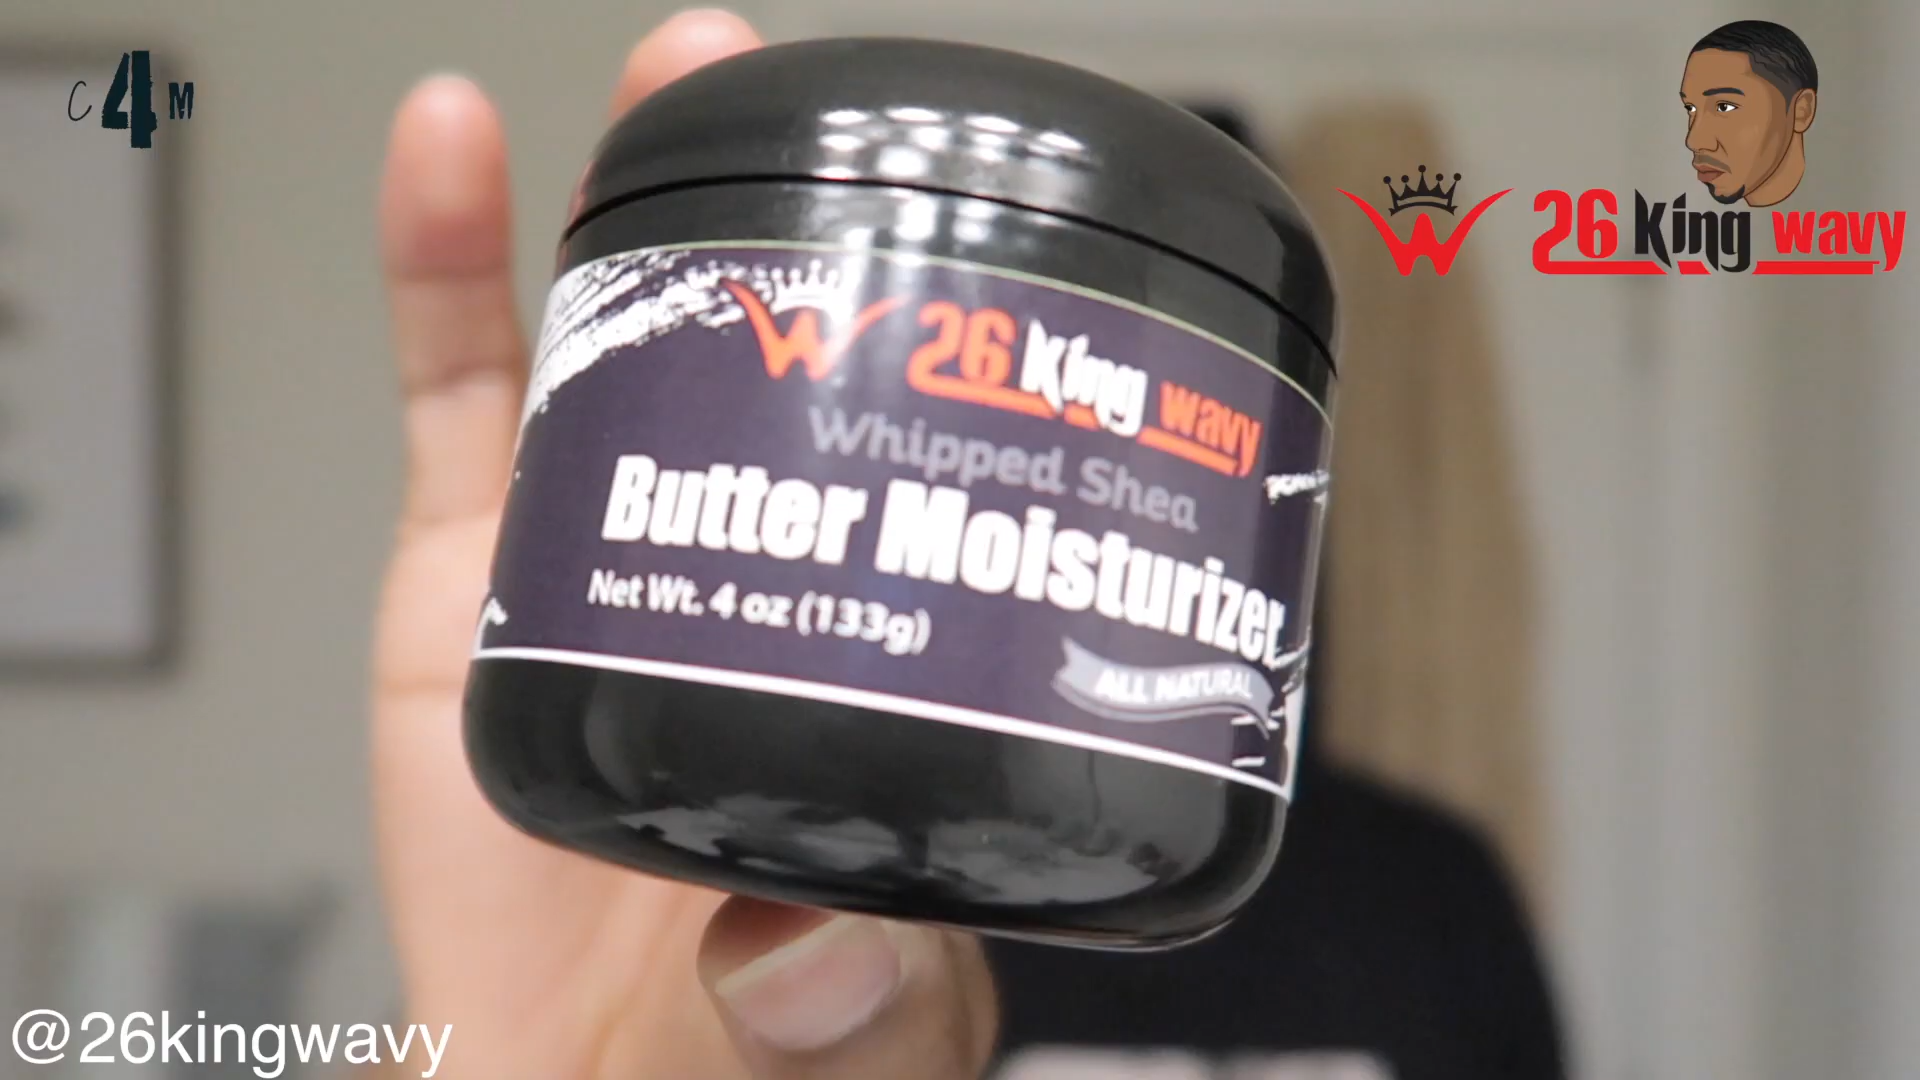 C4M
26 King wavy
W 26 King wavy
Whipped Shea
Butter Moisturizer
Net Wt. 4 oz (133g)
ALL NATURAL
@26kingwavy